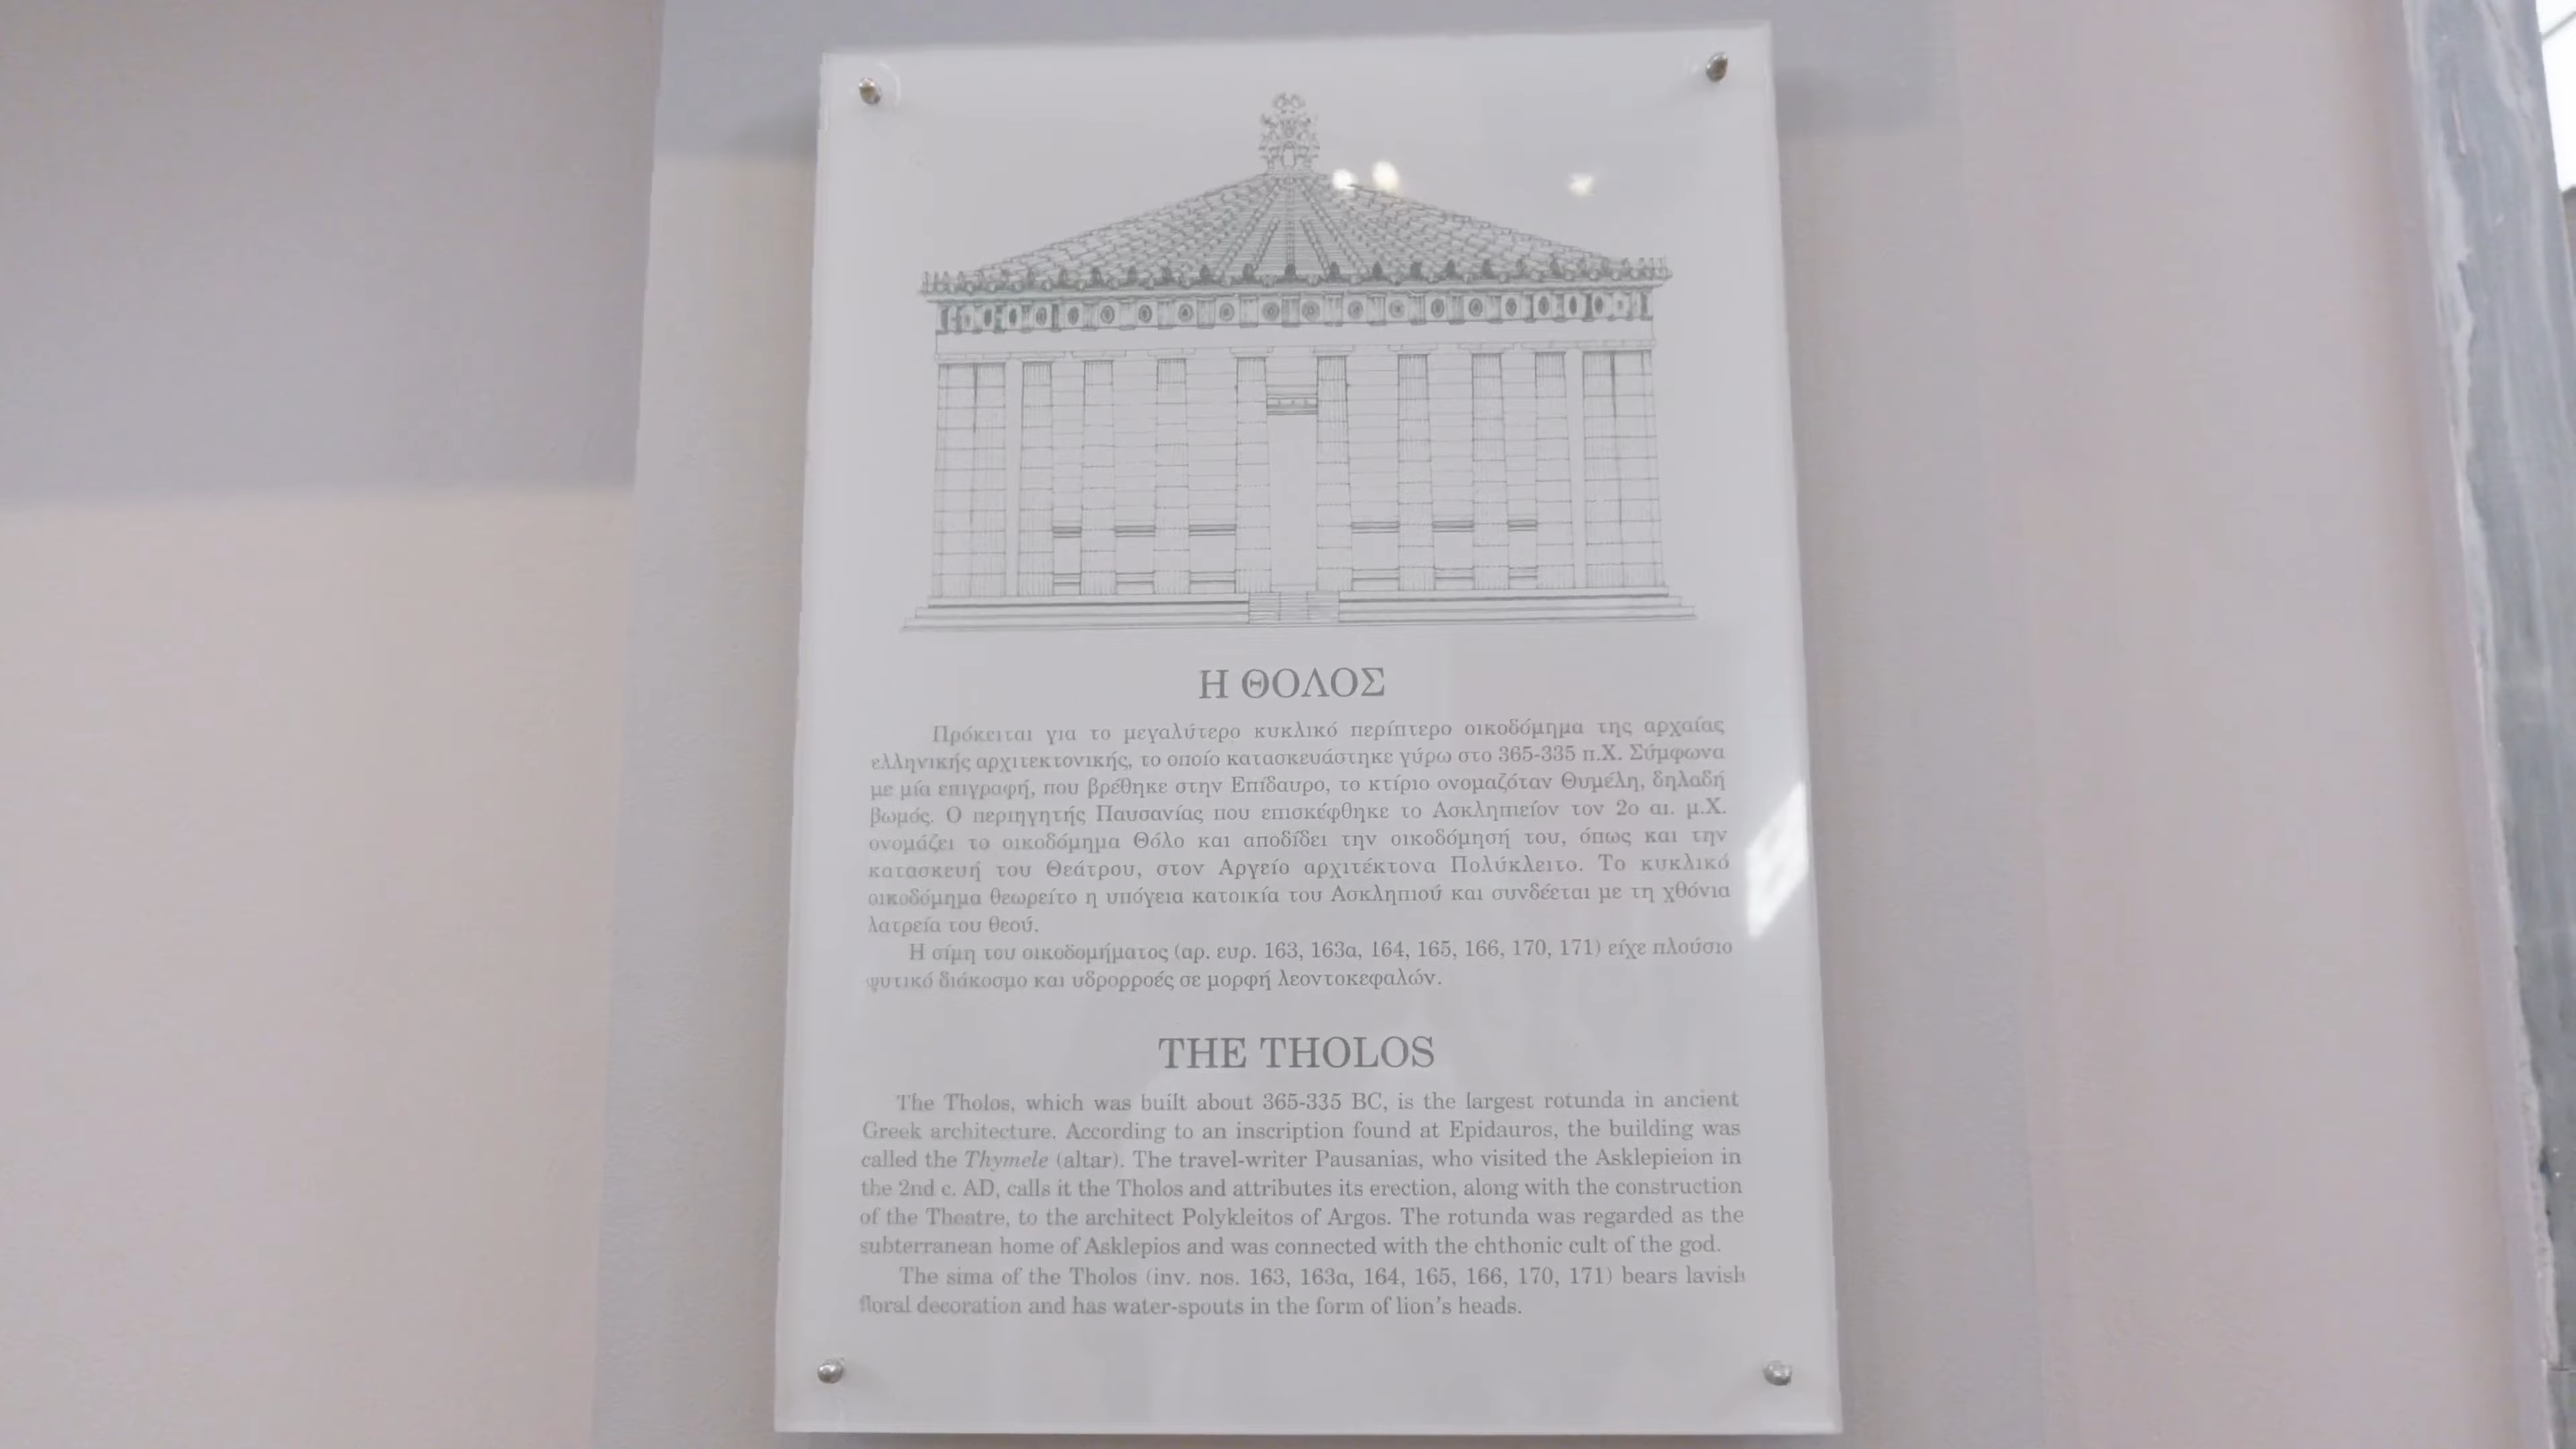 Η ΘΟΛΟΣ
Πρόκειται για το μεγαλύτερο κυκλικό περίπτερο οικοδόμημα της αρχαίας
ελληνικής αρχιτεκτονικής, το οποίο κατασκευάστηκε γύρω στο 365-335 π.Χ. Σύμφωνα
με μία επιγραφή, που βρέθηκε στην Επίδαυρο, το κτίριο ονομαζόταν Θυμέλη, δηλαδή
βωμός. Ο περιηγητής Παυσανίας που επισκέφθηκε το Ασκληπιείον τον 2ο αι. μ.Χ.
ονομάζει το οικοδόμημα Θόλο και αποδίδει την οικοδόμησή του, όπως και την
κατασκευή του Θεάτρου, στον Αργείο αρχιτέκτονα Πολύκλειτο. Το κυκλικό
οικοδόμημα θεωρείτο η υπόγεια κατοικία του Ασκληπιού και συνδέεται με τη χθόνια
λατρεία του θεού.
Η σίμη του οικοδομήματος (αρ. ευρ. 163, 163α, 164, 165, 166, 170, 171) είχε πλούσιο
φυτικό διάκοσμο και υδρορροές σε μορφή λεοντοκεφαλών.
THE THOLOS
The Tholos, which was built about 365-335 BC, is the largest rotunda in ancient
Greek architecture. According to an inscription found at Epidauros, the building was
called the Thymele (altar). The travel-writer Pausanias, who visited the Asklepieion in
the 2nd c. AD, calls it the Tholos and attributes its erection, along with the construction
of the Theatre, to the architect Polykleitos of Argos. The rotunda was regarded as the
subterranean home of Asklepios and was connected with the chthonic cult of the god.
The sima of the Tholos (inv. nos. 163, 163α, 164, 165, 166, 170, 171) bears lavish
floral decoration and has water-spouts in the form of lion's heads.